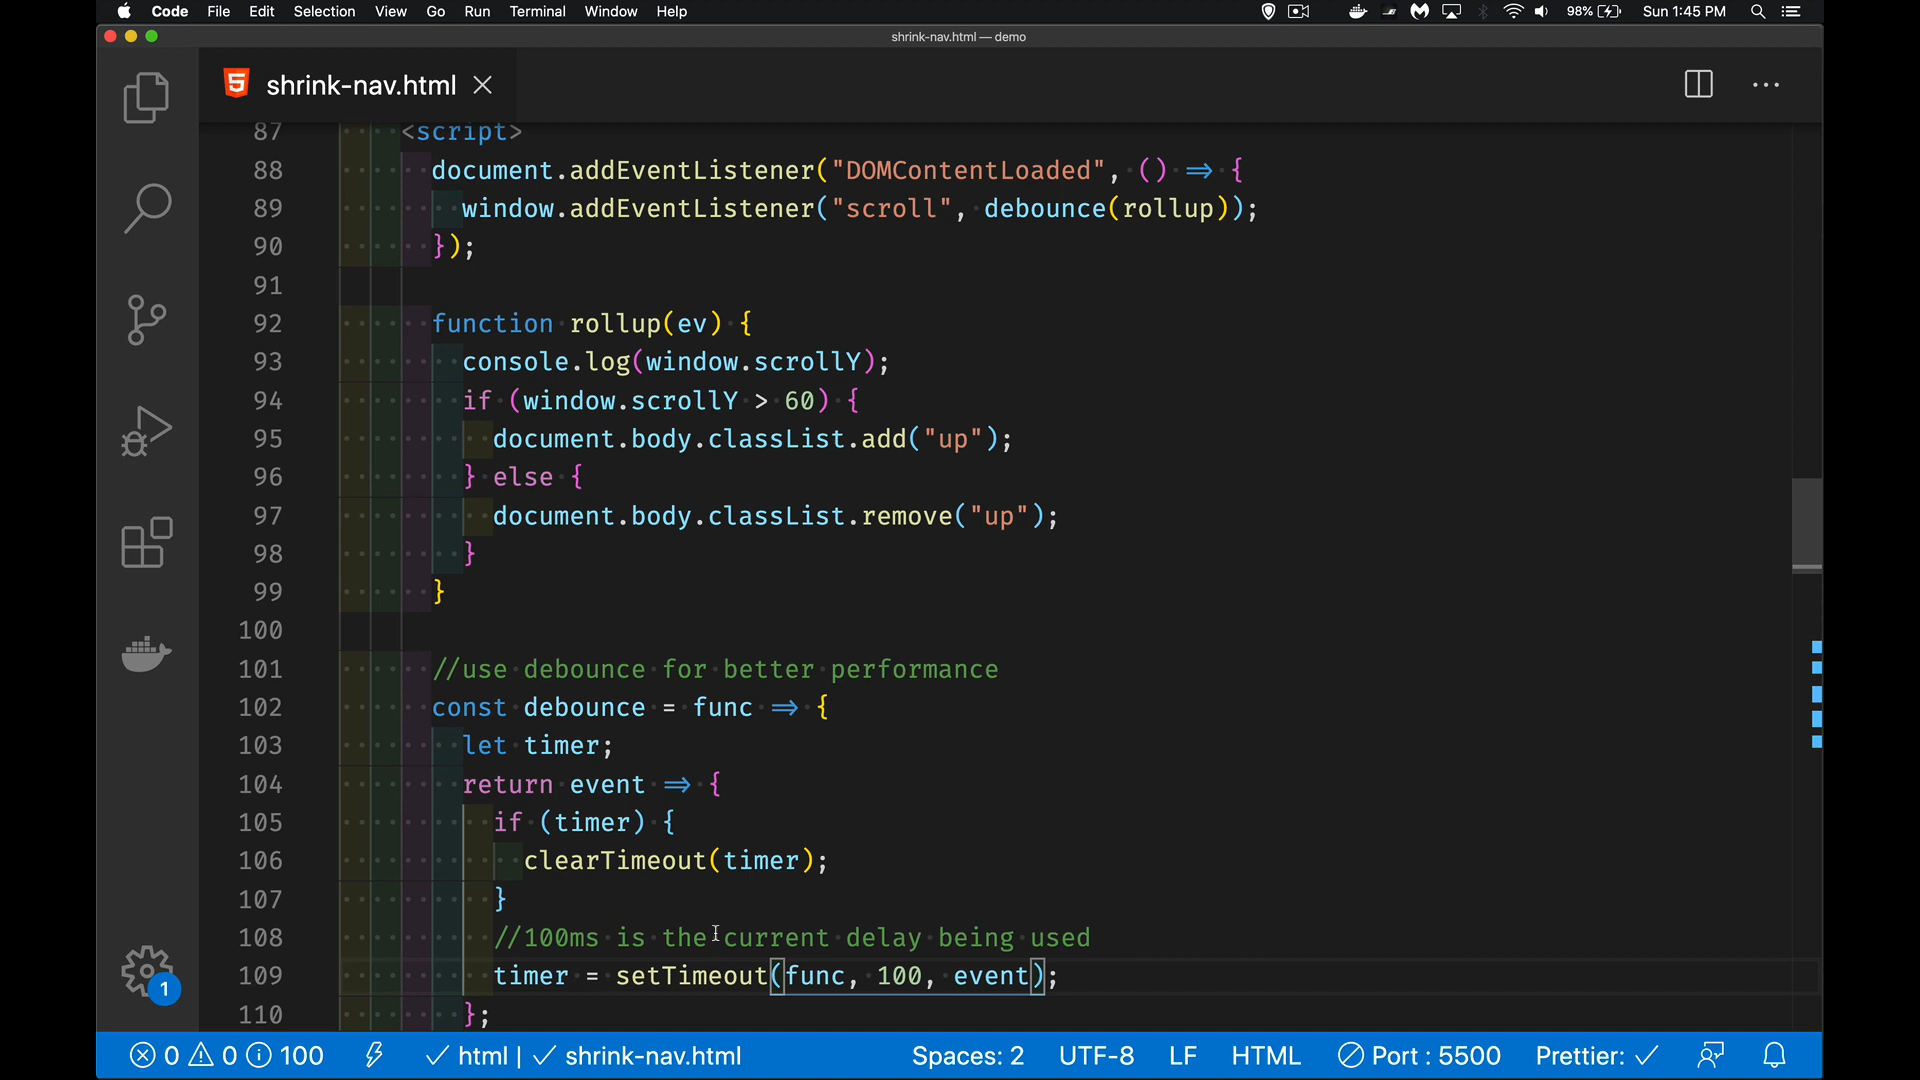 Code File Edit Selection View Go Run Terminal Window Help 98% Sun 1:45 PM
shrink-nav.html — demo
shrink-nav.html
87 <script>
88 document.addEventListener("DOMContentLoaded", () => {
89 window.addEventListener("scroll", debounce(rollup));
90 });
91
92 function rollup(ev) {
93 console.log(window.scrollY);
94 if (window.scrollY > 60) {
95 document.body.classList.add("up");
96 } else {
97 document.body.classList.remove("up");
98 }
99 }
100
101 //use debounce for better performance
102 const debounce = func => {
103 let timer;
104 return event => {
105 if (timer) {
106 clearTimeout(timer);
107 }
108 //100ms is the current delay being used
109 timer = setTimeout(func, 100, event);
110 };
1
0 0 100 html | shrink-nav.html Spaces: 2 UTF-8 LF HTML Port : 5500 Prettier: